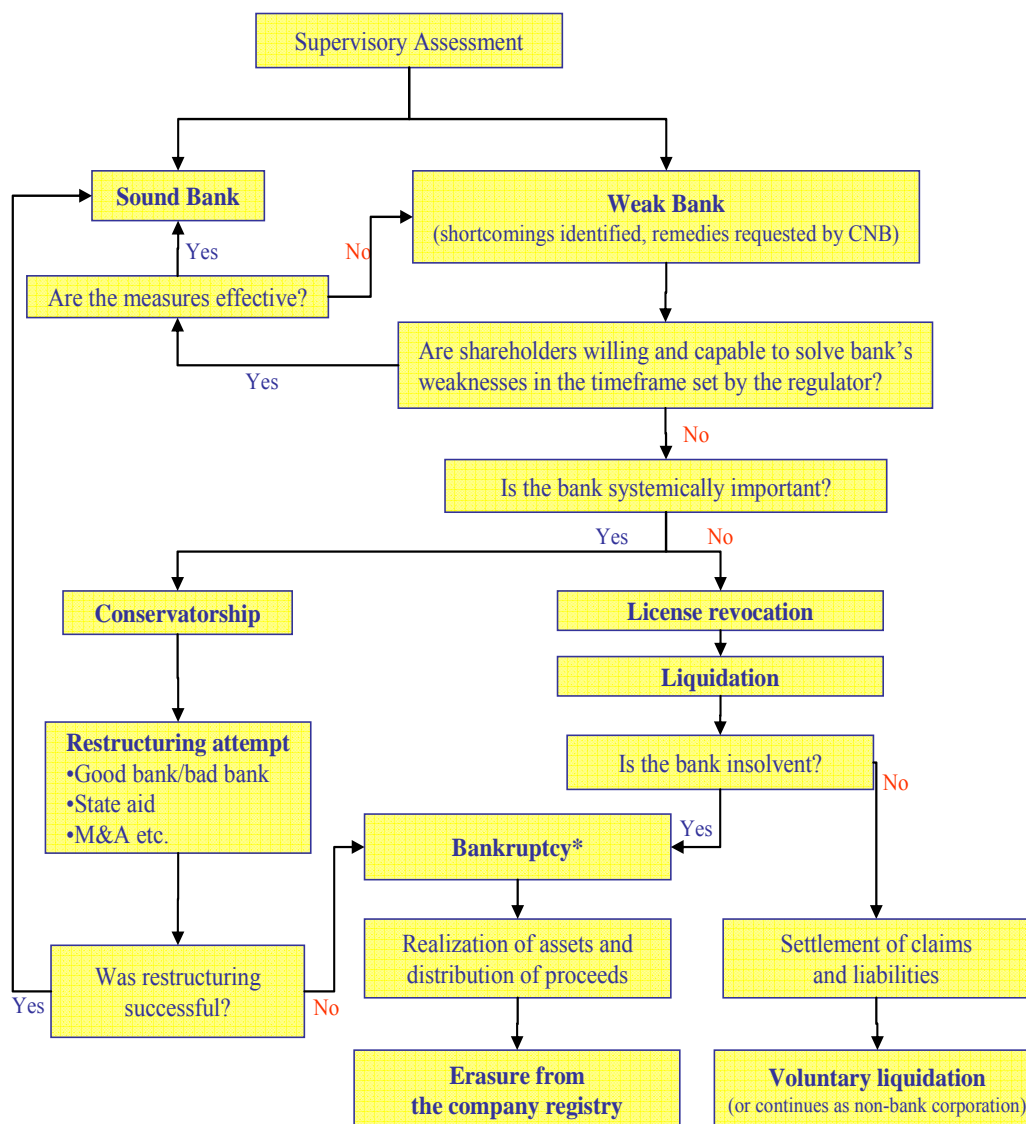 Supervisory Assessment
Sound Bank
Weak Bank
(shortcomings identified, remedies requested by CNB)
Yes
No
Are the measures effective?
Are shareholders willing and capable to solve bank’s
weaknesses in the timeframe set by the regulator?
Yes
No
Is the bank systemically important?
Yes
No
Conservatorship
License revocation
Liquidation
Restructuring attempt
•Good bank/bad bank
•State aid
•M&A etc.
Is the bank insolvent?
No
Yes
Bankruptcy*
Realization of assets and
distribution of proceeds
Settlement of claims
and liabilities
Was restructuring
successful?
Yes
No
Erasure from
the company registry
Voluntary liquidation
(or continues as non-bank corporation)